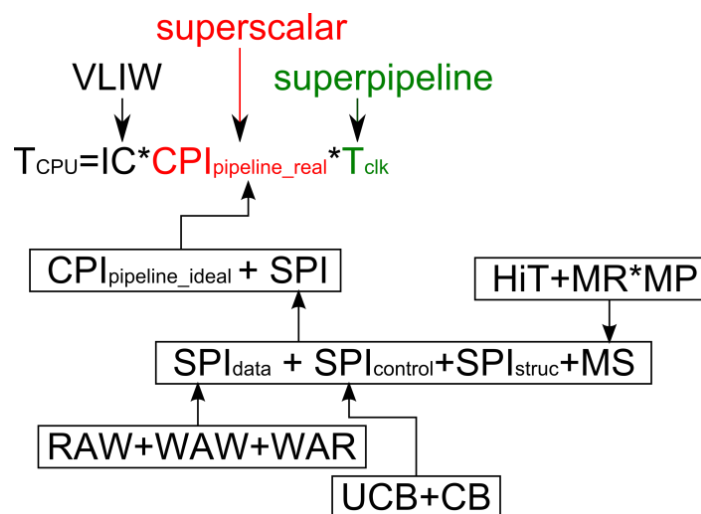 superscalar
VLIW superpipeline
TCPU=IC*CPIpipeline_real*Tclk
CPIpipeline_ideal + SPI
HiT+MR*MP
SPIdata + SPIcontrol+SPIstruc+MS
RAW+WAW+WAR
UCB+CB